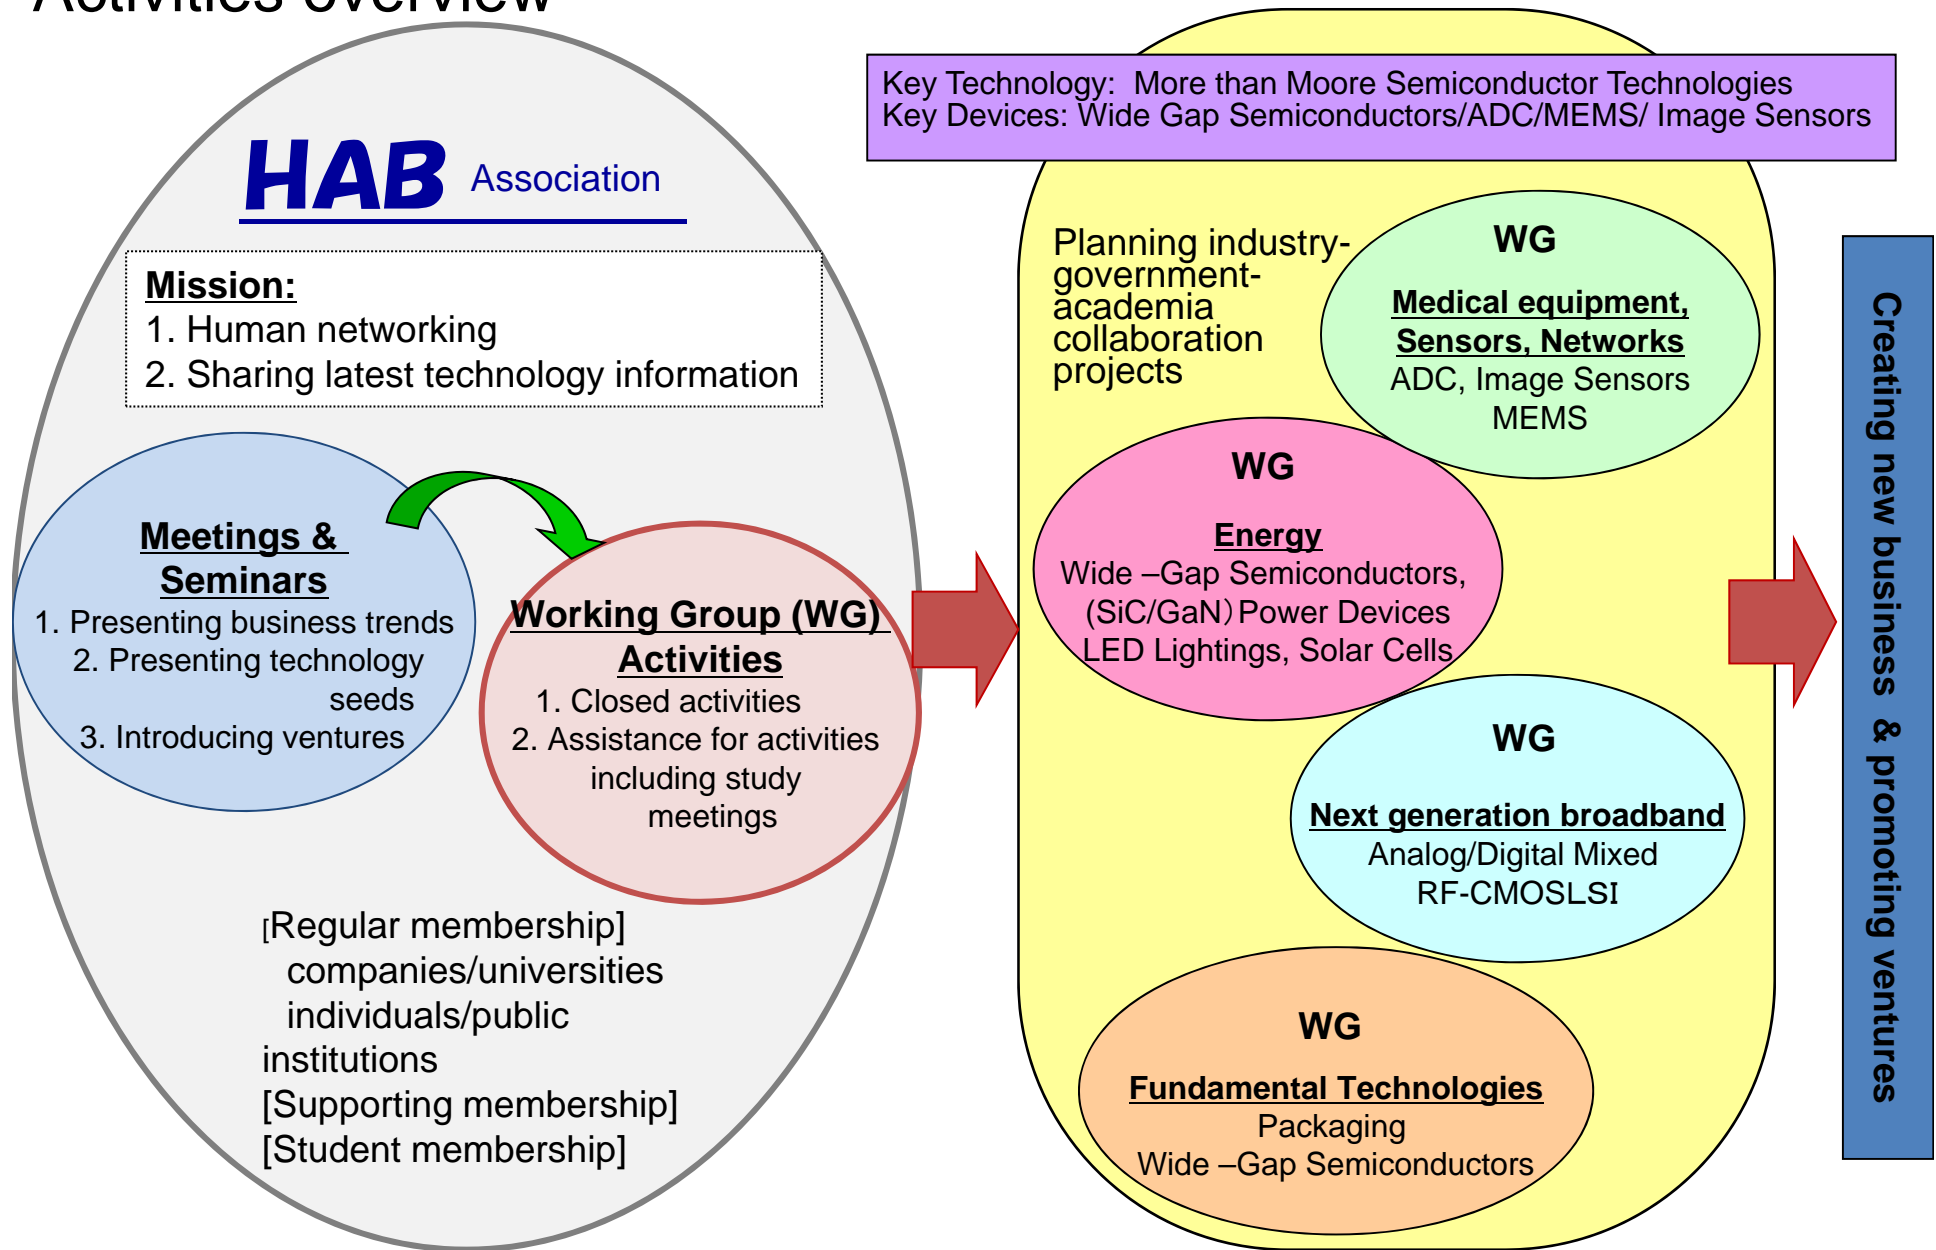 Activities overview
HAB Association
Mission:
1. Human networking
2. Sharing latest technology information
Meetings &
Seminars
1. Presenting business trends
2. Presenting technology
seeds
3. Introducing ventures
Working Group (WG)
Activities
1. Closed activities
2. Assistance for activities
including study
meetings
[Regular membership]
companies/universities
individuals/public
institutions
[Supporting membership]
[Student membership]
Key Technology: More than Moore Semiconductor Technologies
Key Devices: Wide Gap Semiconductors/ADC/MEMS/ Image Sensors
Planning industry-
government-
academia
collaboration
projects
WG
Medical equipment,
Sensors, Networks
ADC, Image Sensors
MEMS
WG
Energy
Wide –Gap Semiconductors,
(SiC/GaN）Power Devices
LED Lightings, Solar Cells
WG
Next generation broadband
Analog/Digital Mixed
RF-CMOSLSI
WG
Fundamental Technologies
Packaging
Wide –Gap Semiconductors
Creating new business & promoting ventures